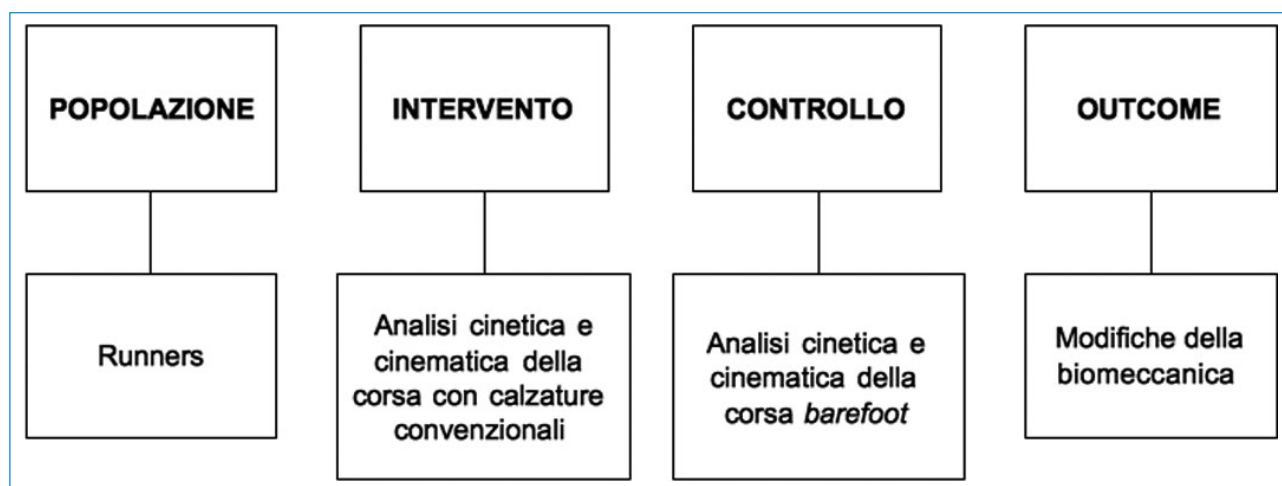 POPOLAZIONE
INTERVENTO
CONTROLLO
OUTCOME
Runners
Analisi cinetica e
cinematica della
corsa con calzature
convenzionali
Analisi cinetica e
cinematica della
corsa barefoot
Modifiche della
biomeccanica